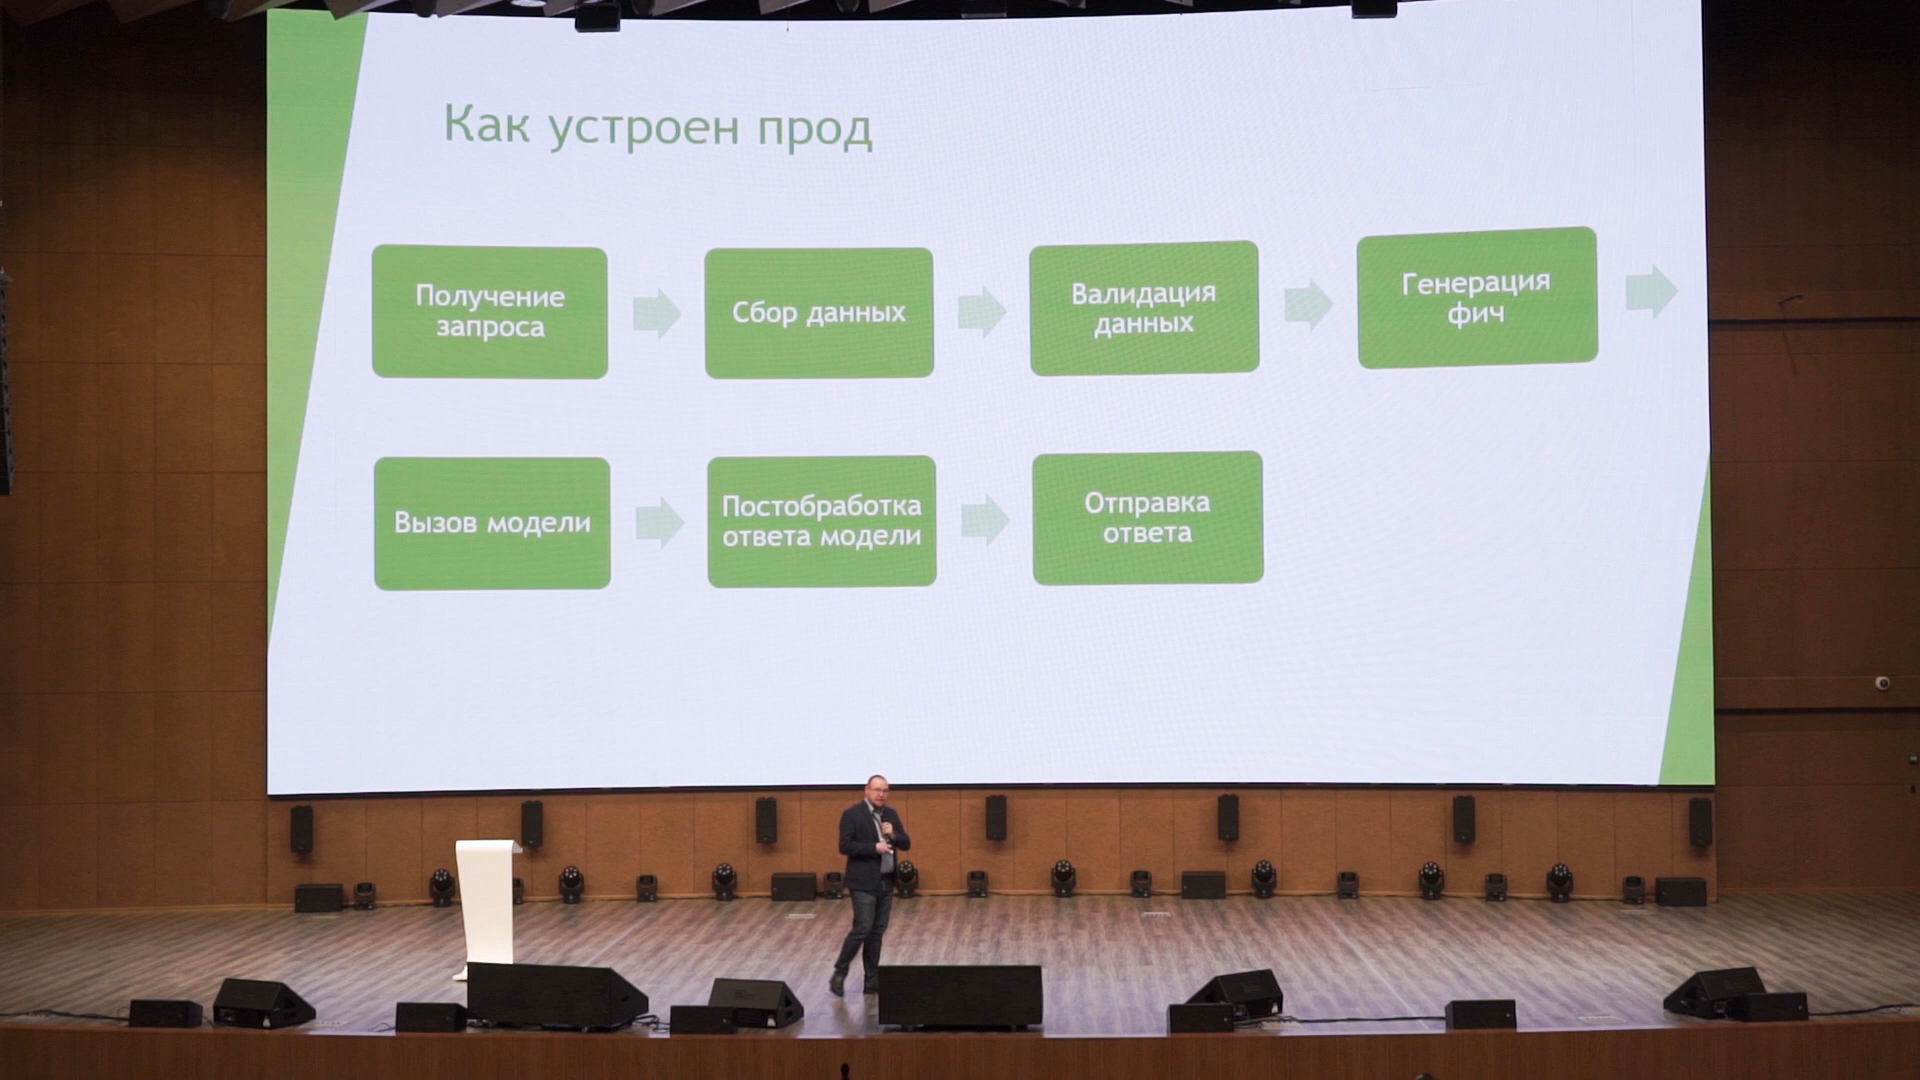 Как устроен прод
Получение
запроса
Сбор данных
Валидация
данных
Генерация
фич
Вызов модели
Постобработка
ответа модели
Отправка
ответа